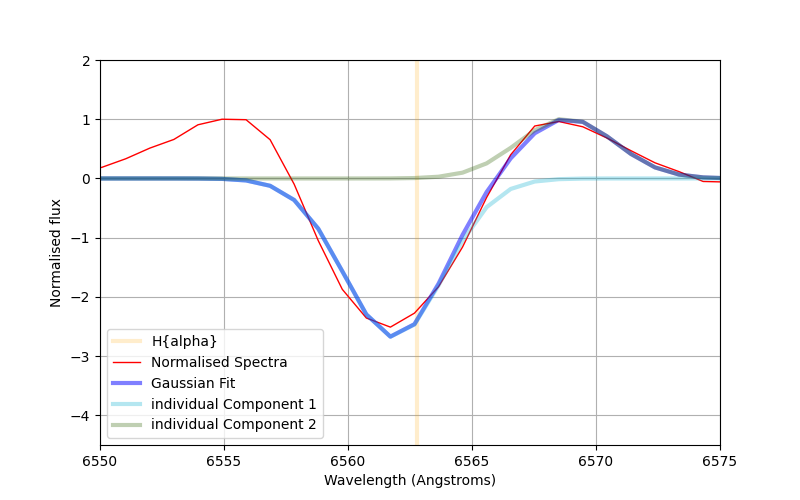 2
1
0
−1
−2
−3
−4
Normalised flux
H{alpha}
Normalised Spectra
Gaussian Fit
individual Component 1
individual Component 2
6550 6555 6560 6565 6570 6575
Wavelength (Angstroms)